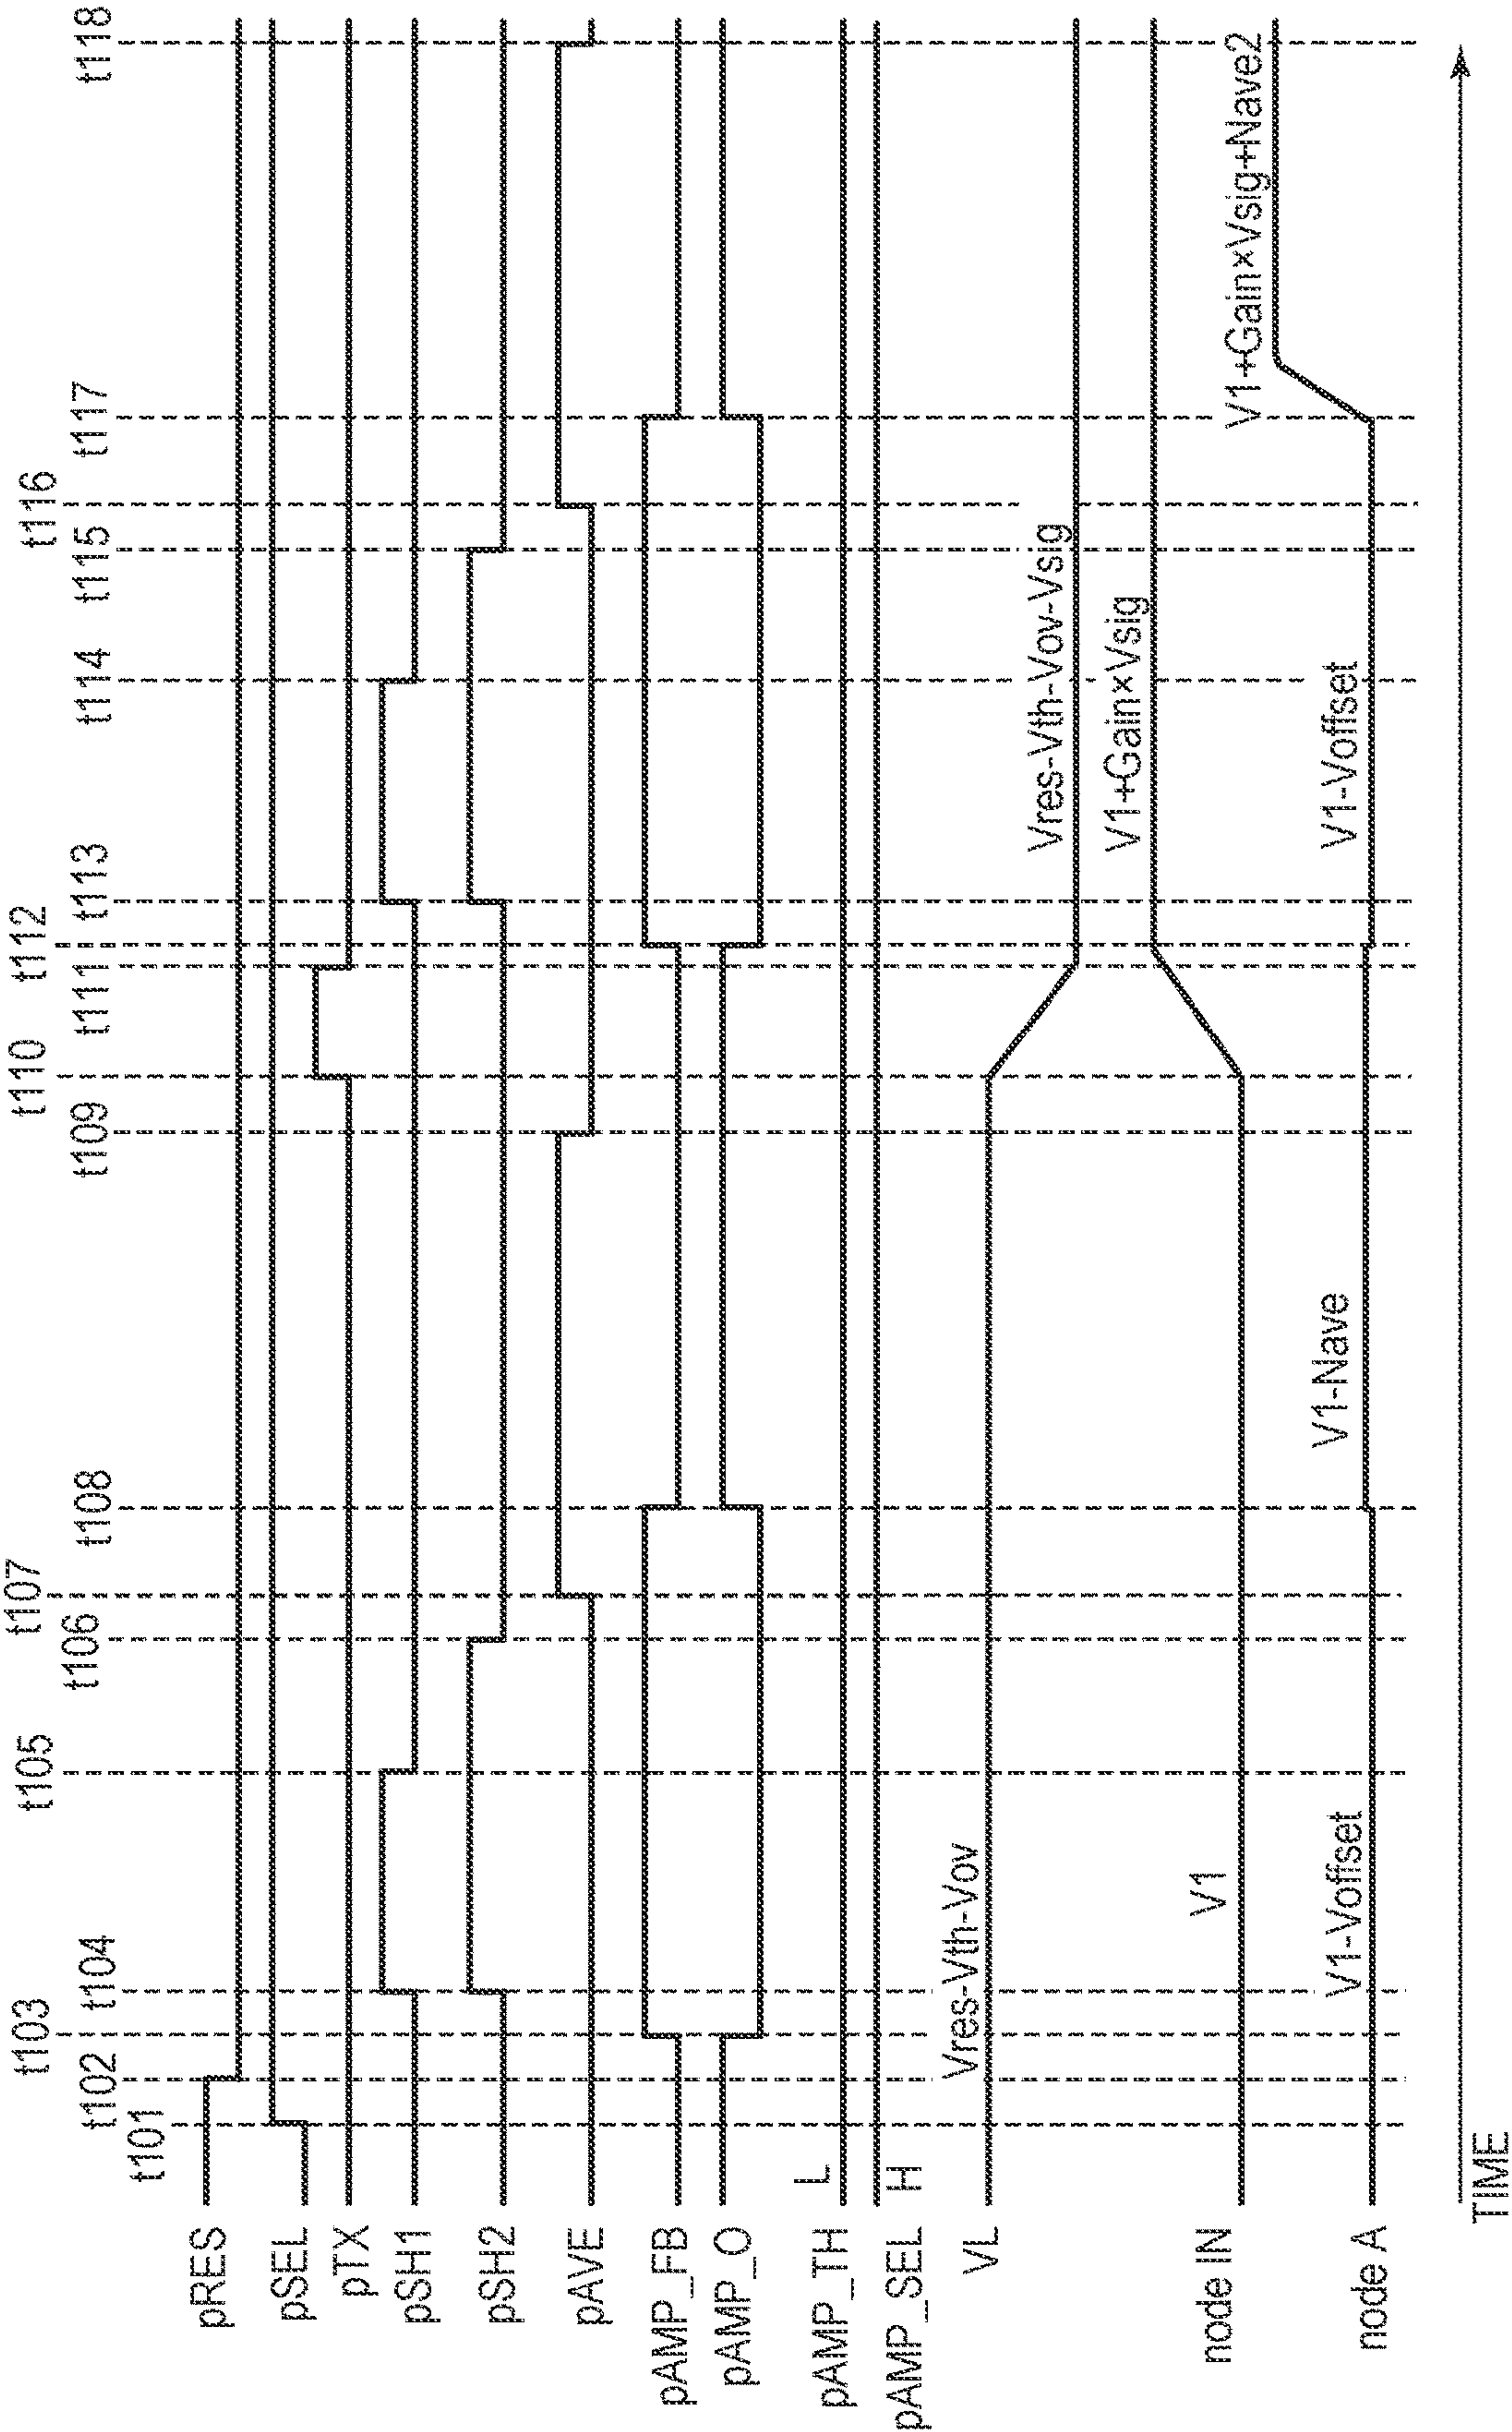 t101
t102
t103
t104
t105
t106
t107
t108
t109
t110
t111
t112
t113
t114
t115
t116
t117
t118
pRES
pSEL
pTX
pSH1
pSH2
pAVE
pAMP_FB
pAMP_O
pAMP_TH
L
pAMP_SEL
H
VL
Vres-Vth-Vov
Vres-Vth-Vov-Vsig
node IN
V1
V1+Gain×Vsig
node A
V1-Voffset
V1-Nave
V1-Voffset
V1+Gain×Vsig+Nave2
TIME